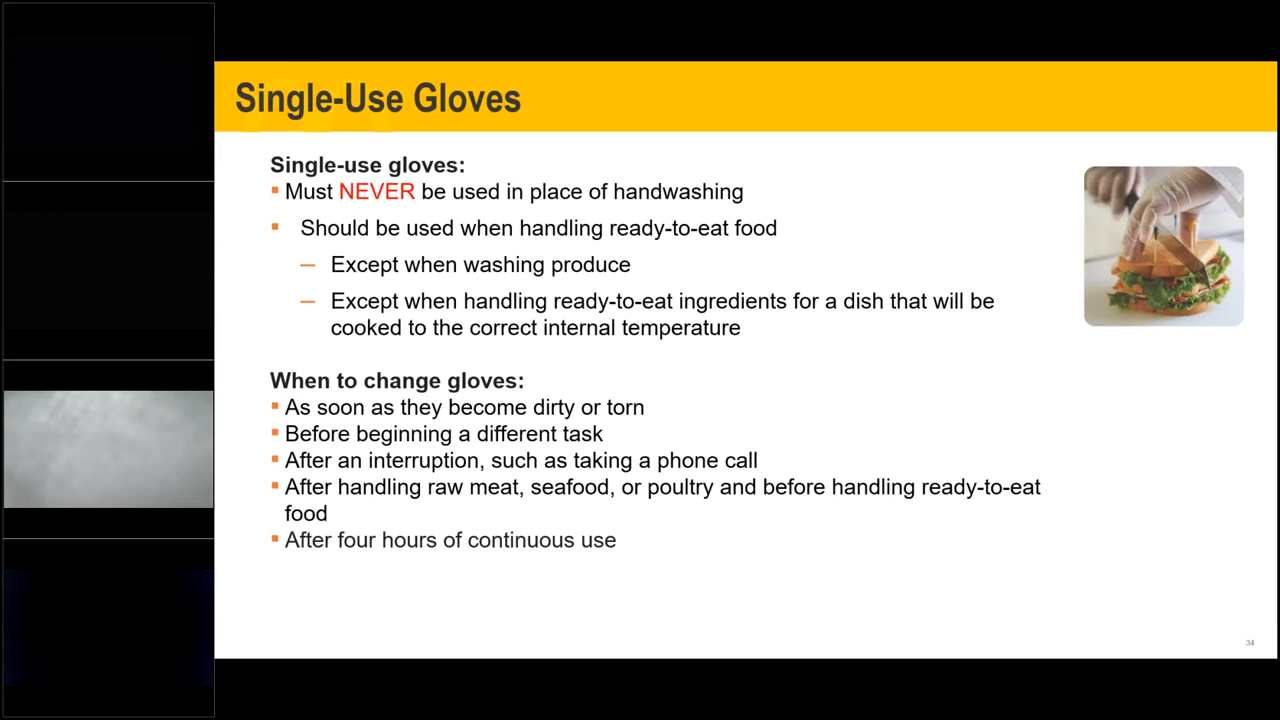 Single-Use Gloves
Single-use gloves:
▪ Must NEVER be used in place of handwashing
▪ Should be used when handling ready-to-eat food
– Except when washing produce
– Except when handling ready-to-eat ingredients for a dish that will be
cooked to the correct internal temperature
When to change gloves:
▪ As soon as they become dirty or torn
▪ Before beginning a different task
▪ After an interruption, such as taking a phone call
▪ After handling raw meat, seafood, or poultry and before handling ready-to-eat
food
▪ After four hours of continuous use
34